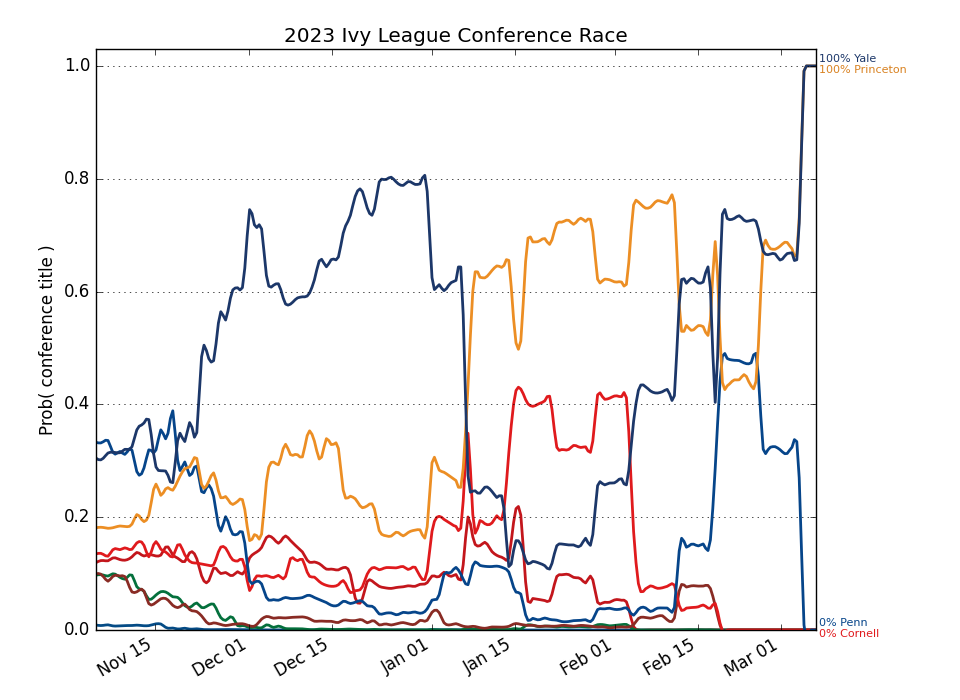 2023 Ivy League Conference Race
1.0
0.8
0.6
0.4
0.2
0.0
Prob( conference title )
100% Yale
100% Princeton
0% Penn
0% Cornell
Nov 15
Dec 01
Dec 15
Jan 01
Jan 15
Feb 01
Feb 15
Mar 01